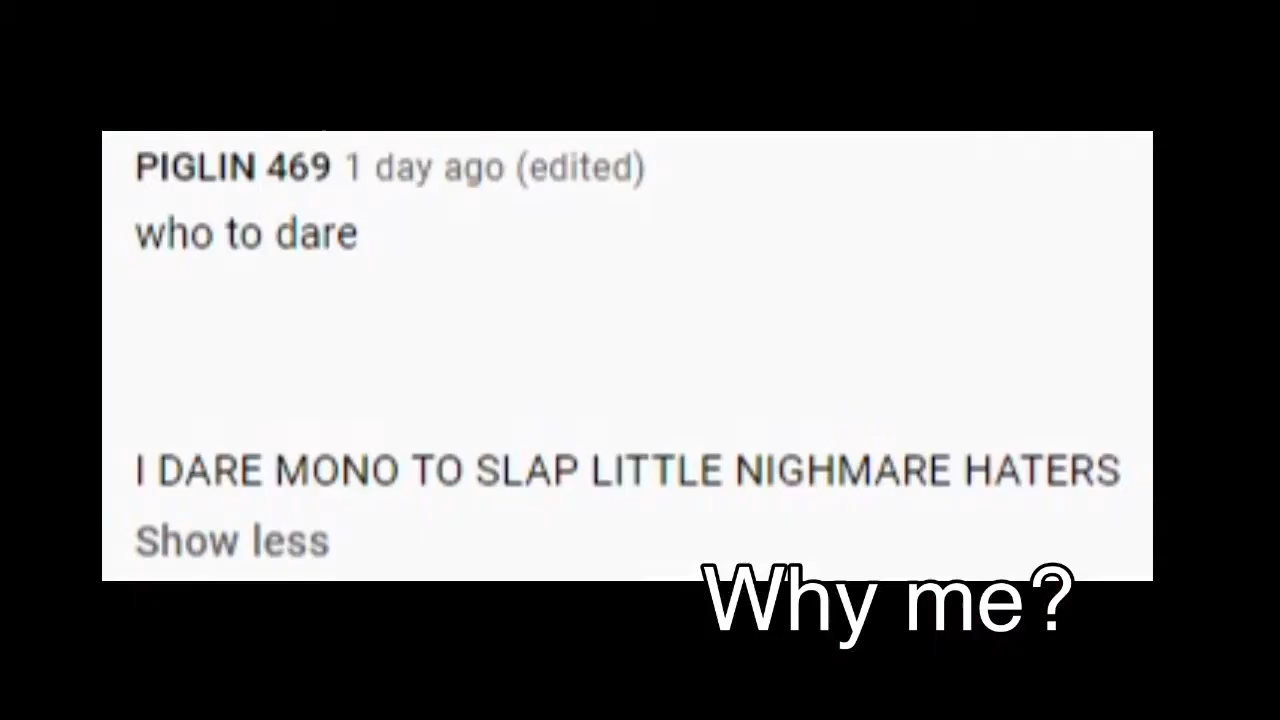 PIGLIN 469 1 day ago (edited)
who to dare
I DARE MONO TO SLAP LITTLE NIGHMARE HATERS
Show less
Why me?